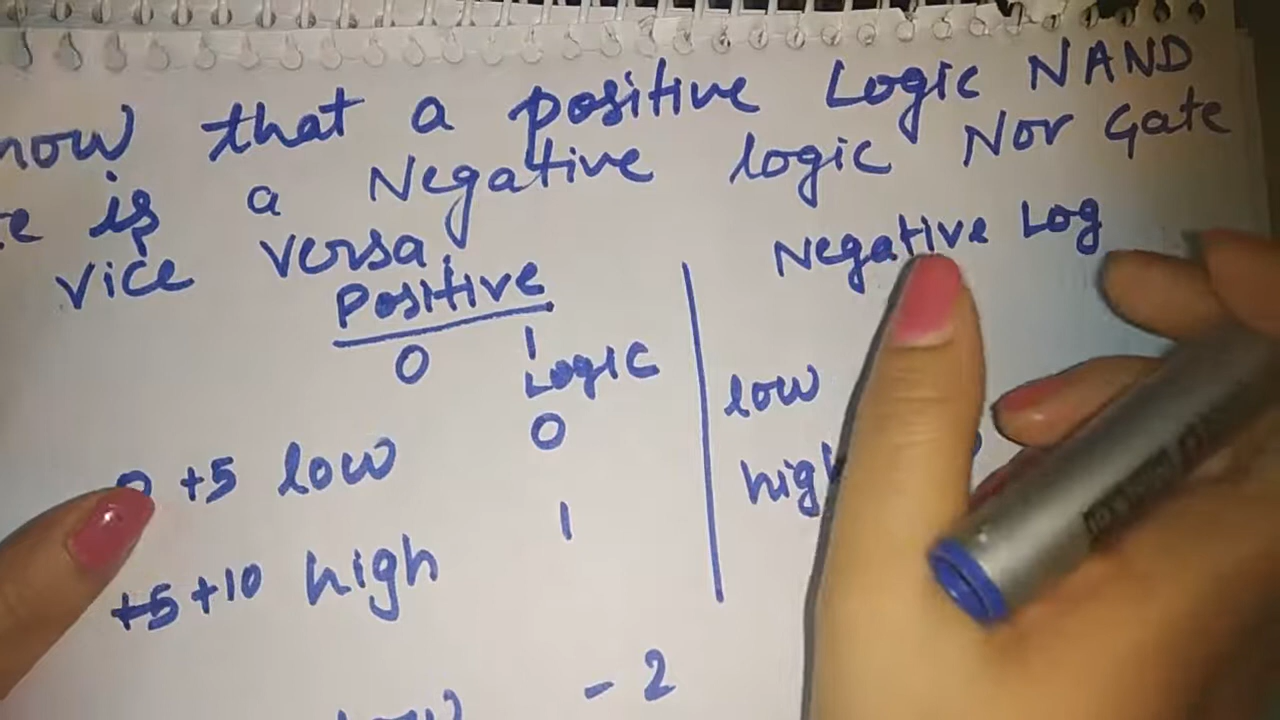 that a positive Logic NAND
is a Negative logic Nor Gate
vice versa.
Positive
0 1
Logic
0
0 +5 low
1
+5 +10 high
Negative Log
low
high
- 2